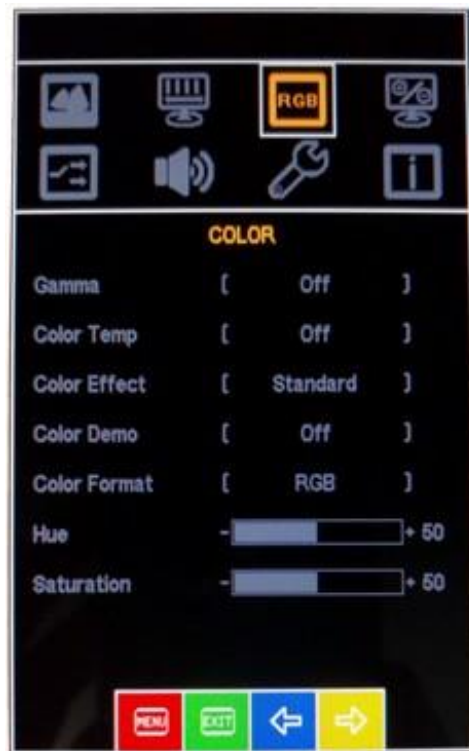 RGB
i
COLOR
Gamma [ Off ]
Color Temp [ Off ]
Color Effect [ Standard ]
Color Demo [ Off ]
Color Format [ RGB ]
Hue - + 50
Saturation - + 50
MENU EXIT